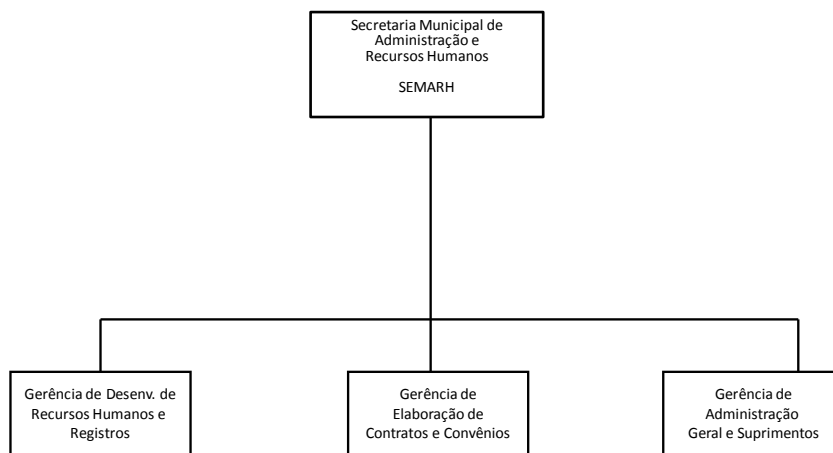 Secretaria Municipal de
Administração e
Recursos Humanos
SEMARH
Gerência de Desenv. de
Recursos Humanos e
Registros
Gerência de
Elaboração de
Contratos e Convênios
Gerência de
Administração
Geral e Suprimentos